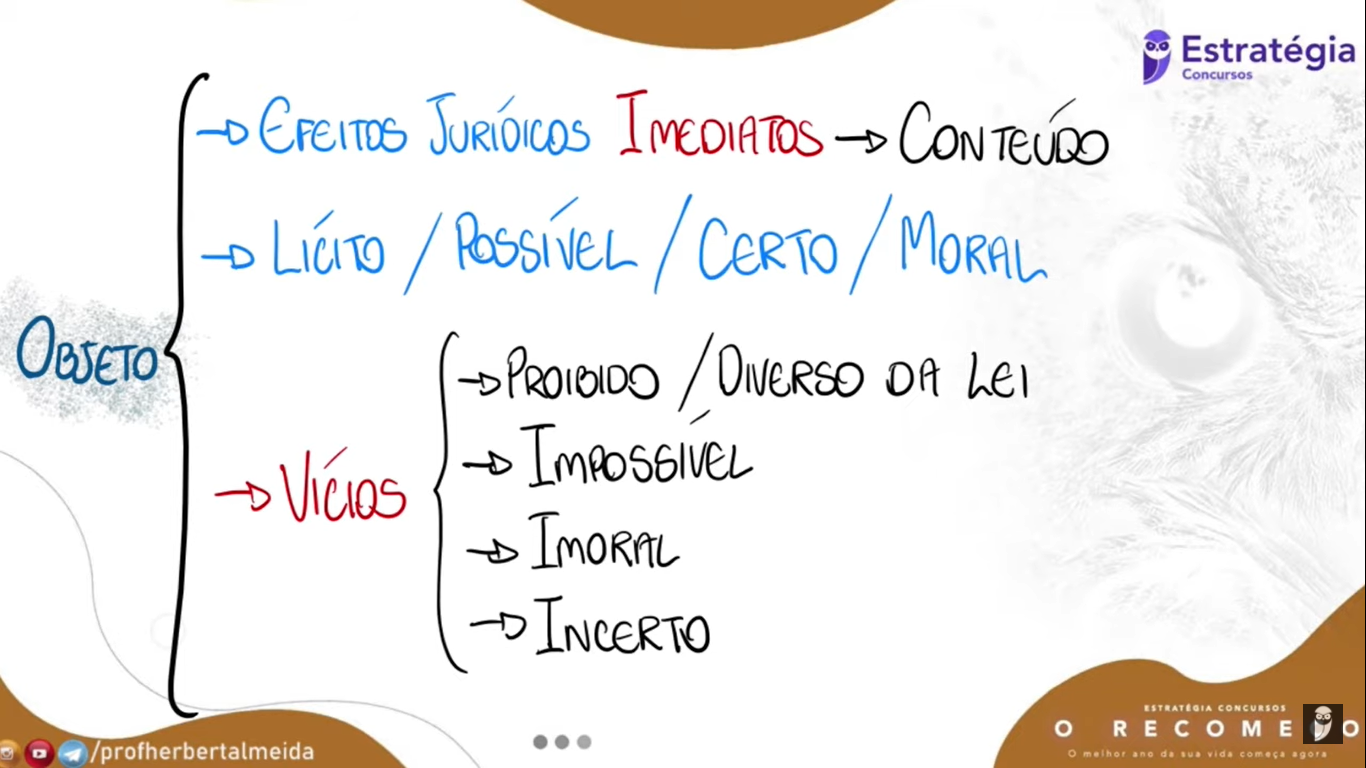 Estratégia
Concursos
→ EFEITOS JURÍDICOS IMEDIATOS → CONTEÚDO
→ LÍCITO / POSSÍVEL / CERTO / MORAL
OBJETO
→ VÍCIOS
→ PROIBIDO / DIVERSO DA LEI
→ IMPOSSÍVEL
→ IMORAL
→ INCERTO
ESTRATÉGIA CONCURSOS
O RECOME O
O melhor ano da sua vida começa agora
/profherbertalmeida